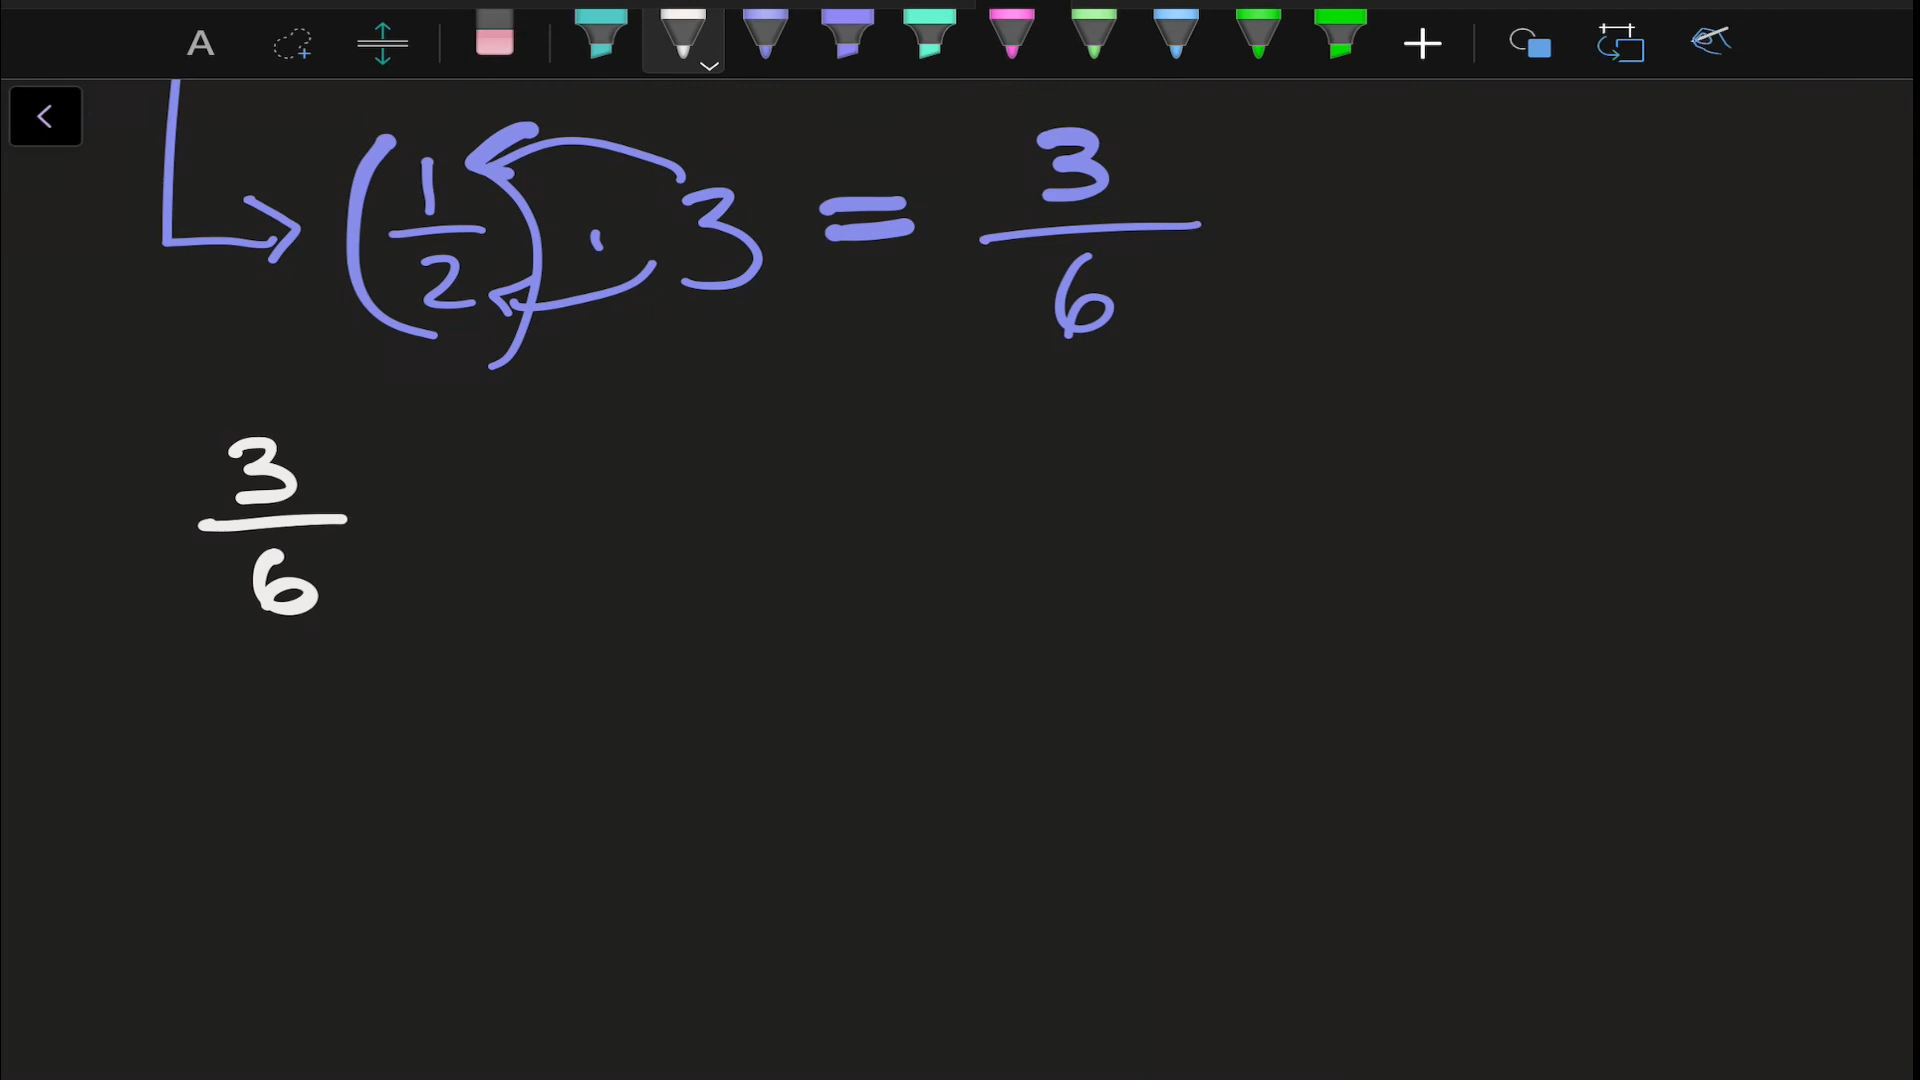 A
(1/2) · 3 = 3/6
3/6